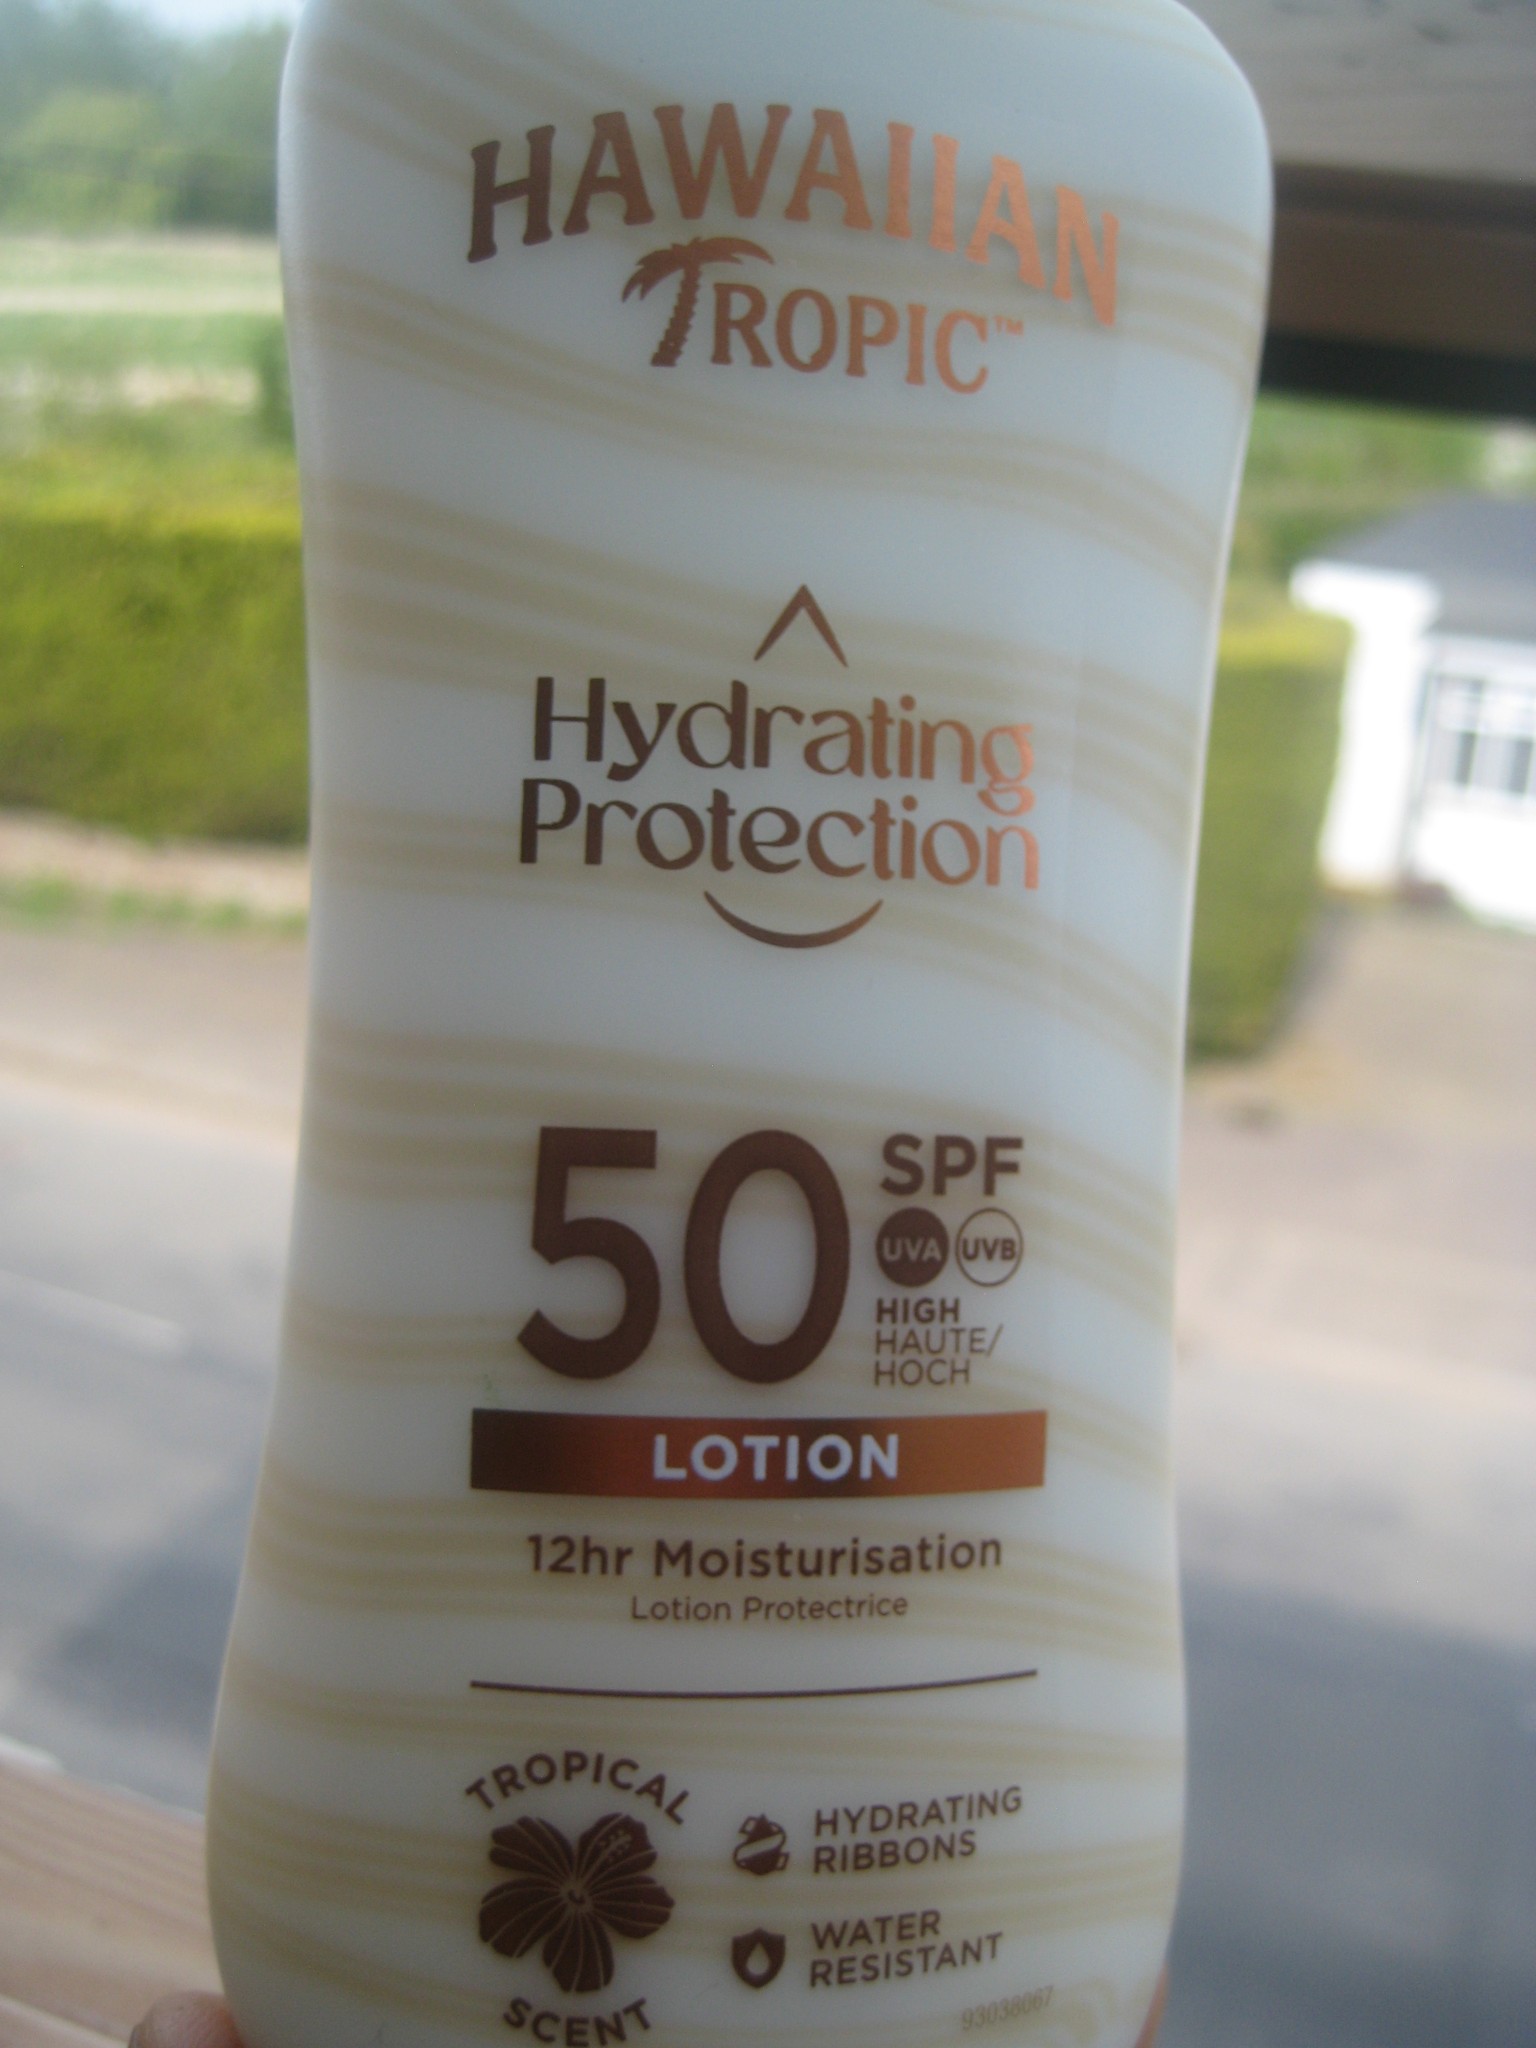 HAWAIIAN
TROPIC™
Hydrating
Protection
50 SPF
UVA UVB
HIGH
HAUTE/
HOCH
LOTION
12hr Moisturisation
Lotion Protectrice
TROPICAL
SCENT
HYDRATING
RIBBONS
WATER
RESISTANT
93038067